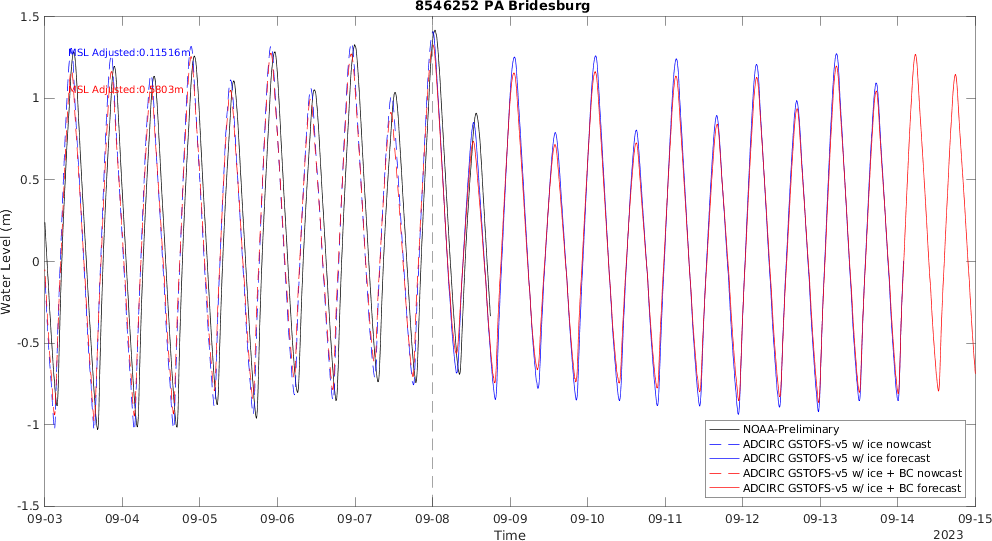 8546252 PA Bridesburg
1.5
MSL Adjusted:0.11516m
1
MSL Adjusted:0.5803m
0.5
0
-0.5
-1
-1.5
Water Level (m)
NOAA-Preliminary
ADCIRC GSTOFS-v5 w/ ice nowcast
ADCIRC GSTOFS-v5 w/ ice forecast
ADCIRC GSTOFS-v5 w/ ice + BC nowcast
ADCIRC GSTOFS-v5 w/ ice + BC forecast
09-03 09-04 09-05 09-06 09-07 09-08 09-09 09-10 09-11 09-12 09-13 09-14 09-15
Time
2023